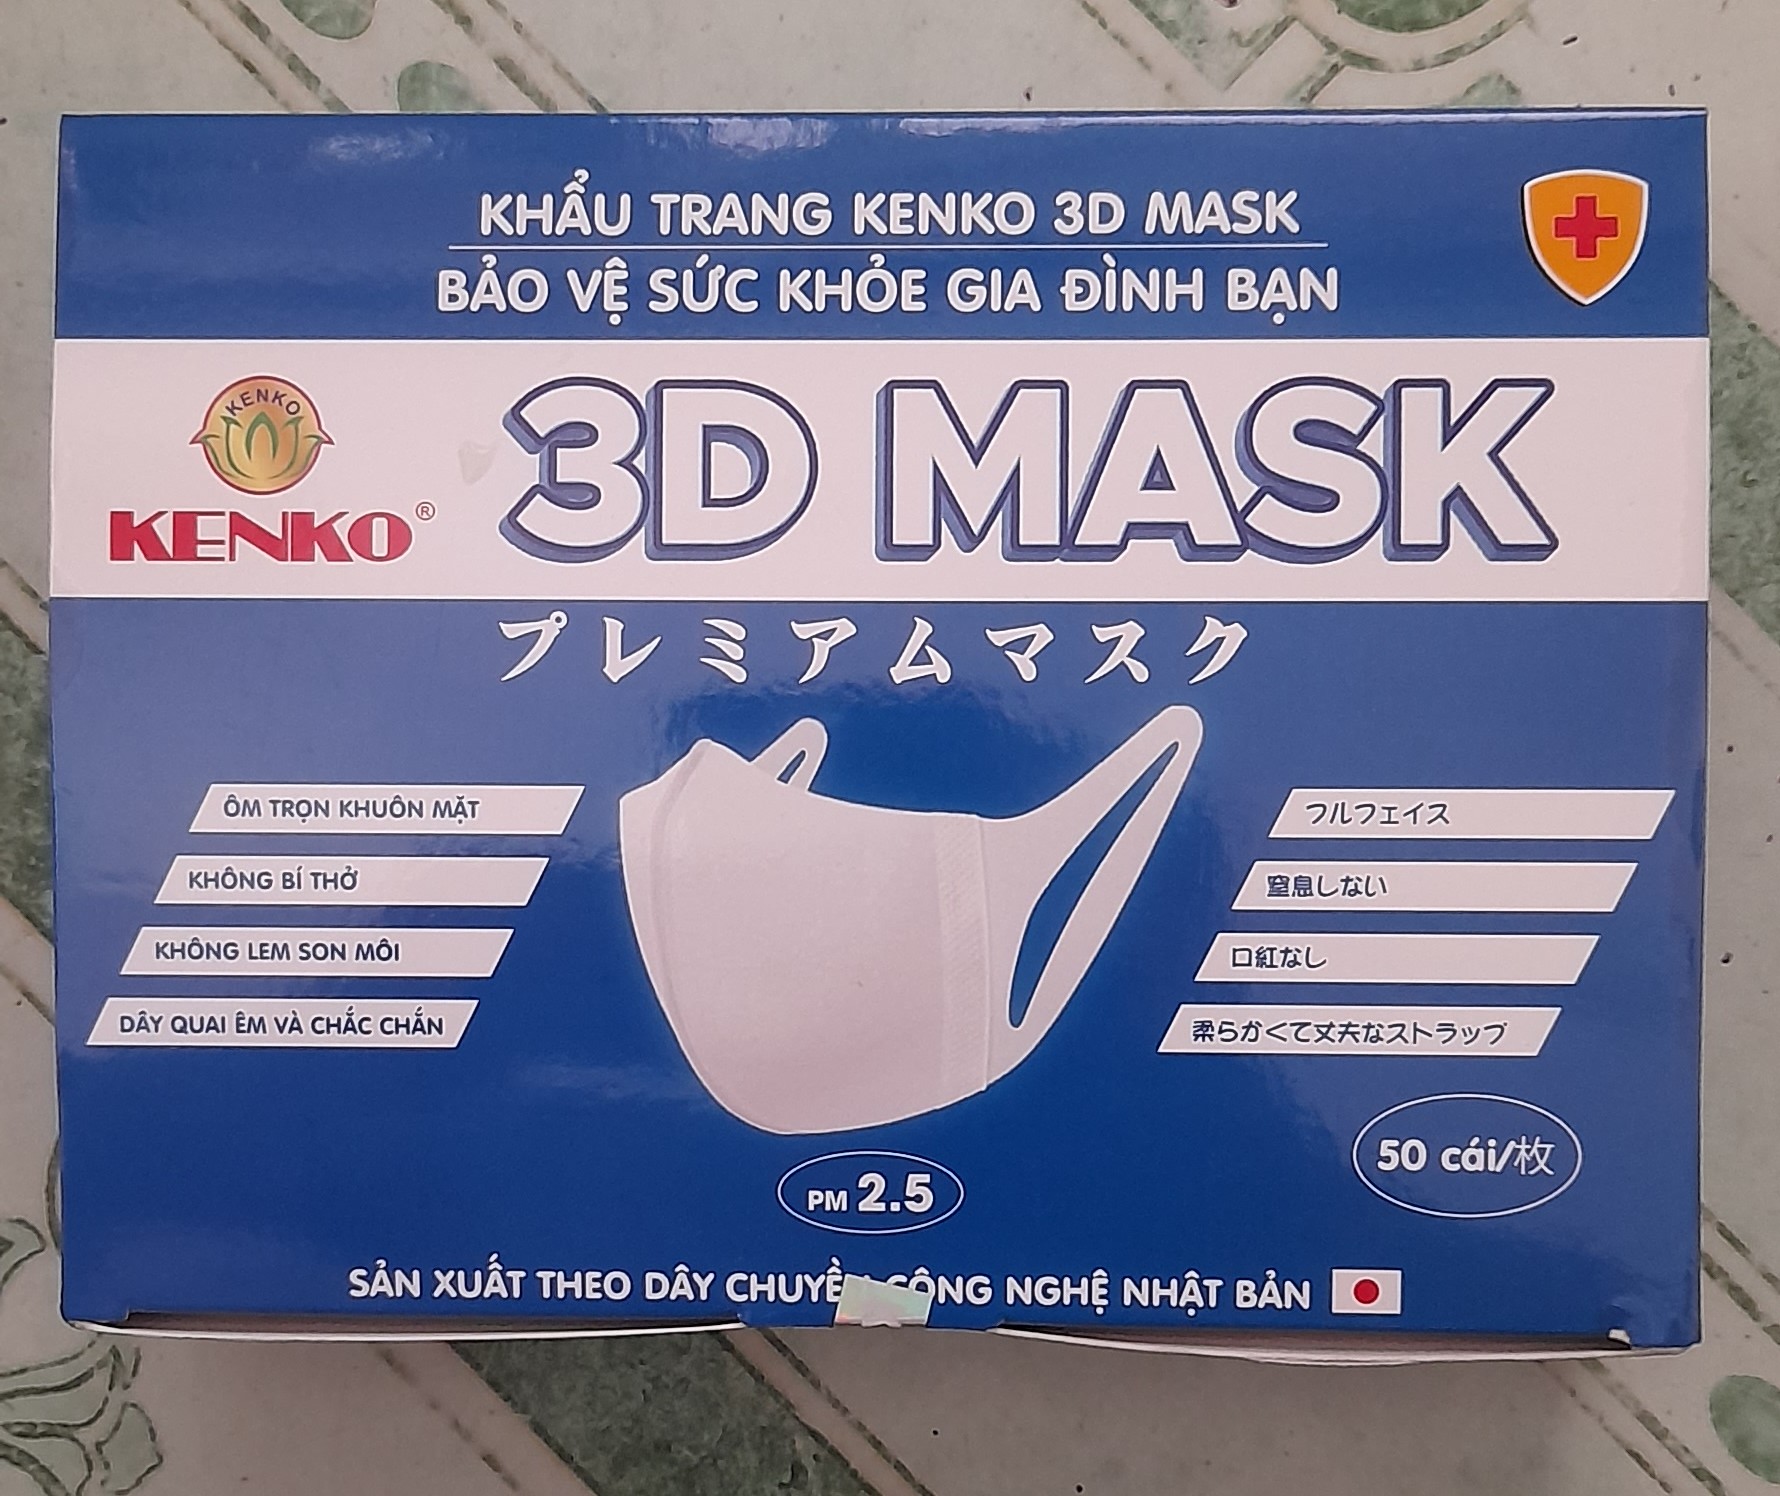 KHẨU TRANG KENKO 3D MASK
BẢO VỆ SỨC KHỎE GIA ĐÌNH BẠN
KENKO
KENKO®
3D MASK
プレミアムマスク
ÔM TRỌN KHUÔN MẶT
KHÔNG BÍ THỞ
KHÔNG LEM SON MÔI
DÂY QUAI ÊM VÀ CHẮC CHẮN
フルフェイス
窒息しない
口紅なし
柔らかくて丈夫なストラップ
50 cái/枚
PM 2.5
SẢN XUẤT THEO DÂY CÔNG NGHỆ NHẬT BẢN